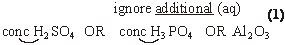 ignore additional (aq)
(1)
conc H₂SO₄ OR conc H₃PO₄ OR Al₂O₃